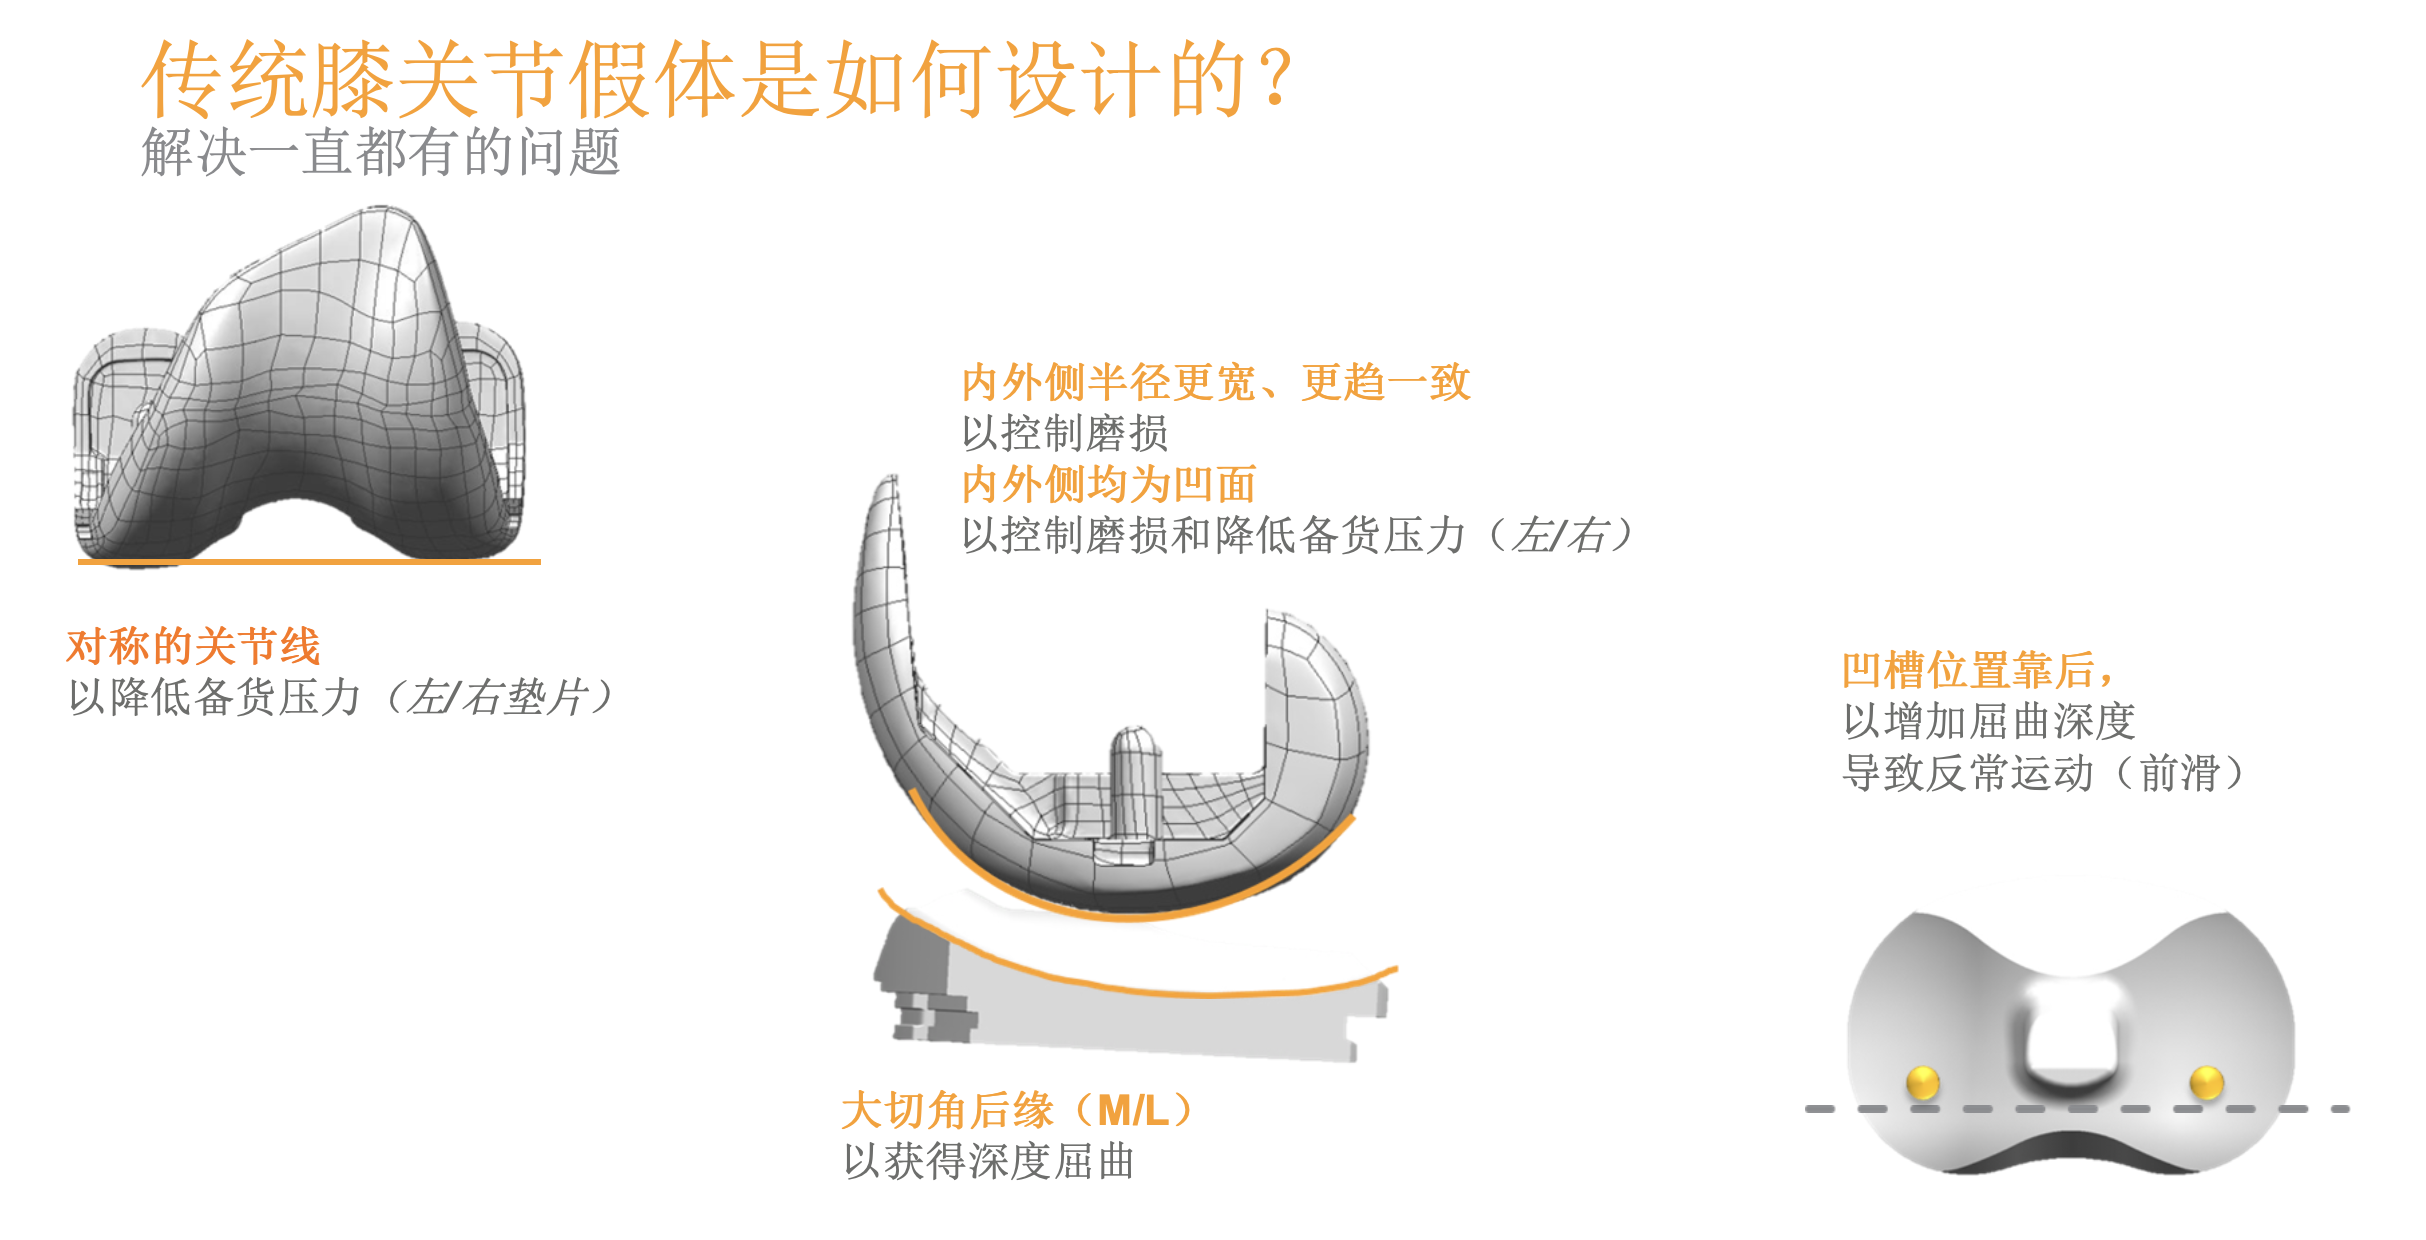 传统膝关节假体是如何设计的？
解决一直都有的问题
对称的关节线
以降低备货压力（左/右垫片）
内外侧半径更宽、更趋一致
以控制磨损
内外侧均为凹面
以控制磨损和降低备货压力（左/右）
大切角后缘（M/L）
以获得深度屈曲
凹槽位置靠后，
以增加屈曲深度
导致反常运动（前滑）